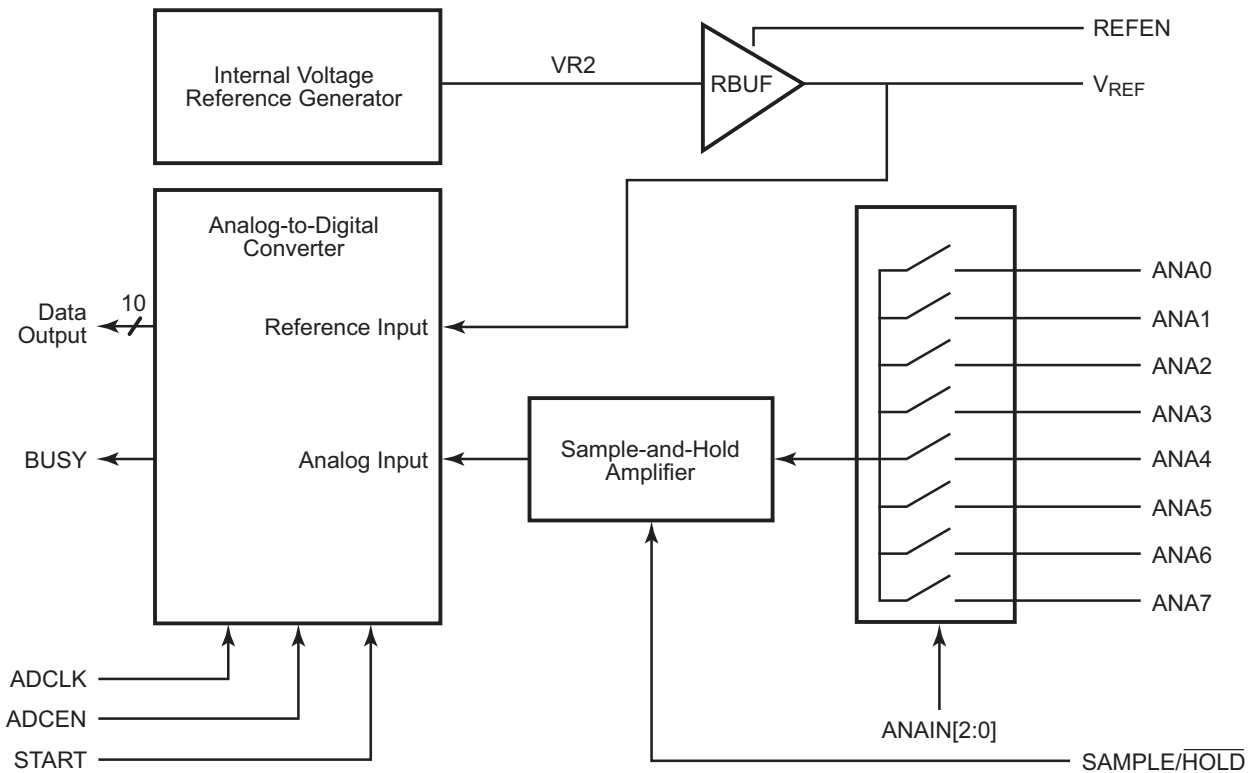 REFEN
Internal Voltage
Reference Generator
VR2
RBUF
VREF
Analog-to-Digital
Converter
10
Data
Output
Reference Input
BUSY
Analog Input
Sample-and-Hold
Amplifier
ANA0
ANA1
ANA2
ANA3
ANA4
ANA5
ANA6
ANA7
ADCLK
ADCEN
START
ANAIN[2:0]
SAMPLE/HOLD